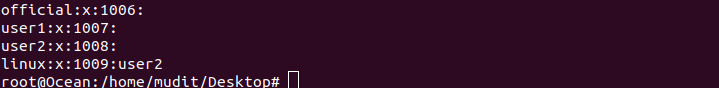 official:x:1006:
user1:x:1007:
user2:x:1008:
linux:x:1009:user2
root@Ocean:/home/mudit/Desktop#